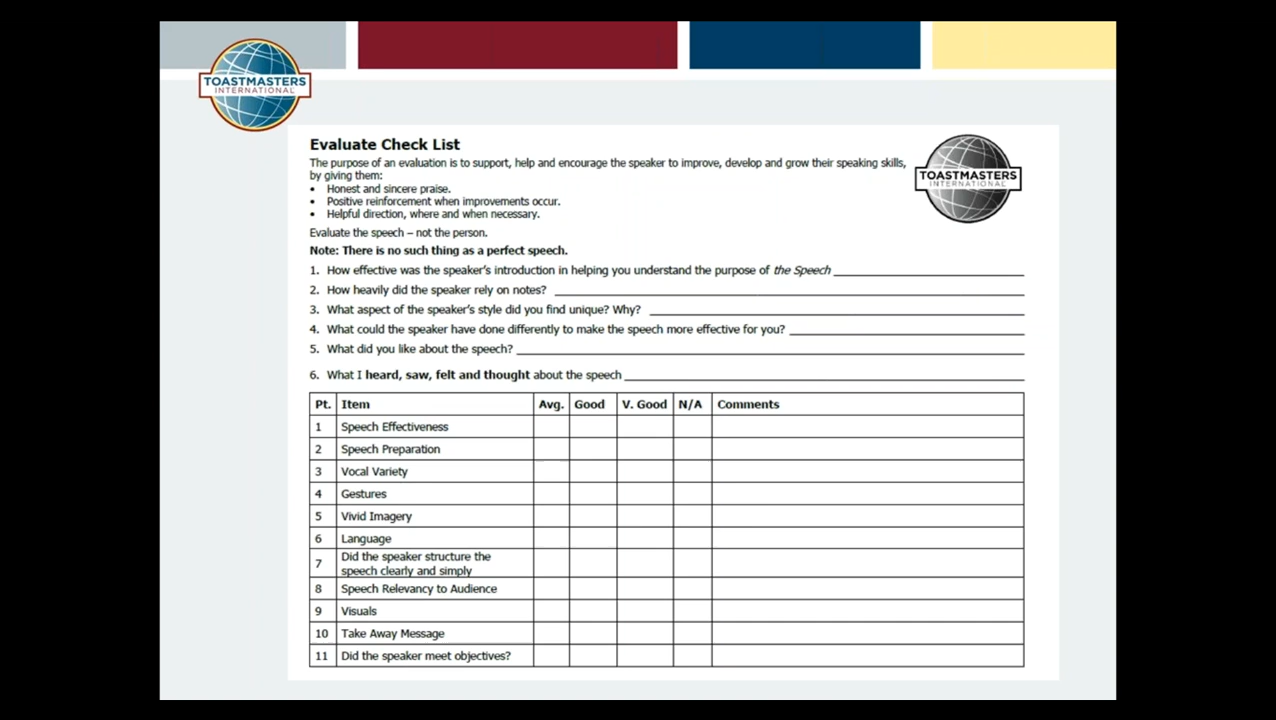 TOASTMASTERS
INTERNATIONAL
Evaluate Check List
The purpose of an evaluation is to support, help and encourage the speaker to improve, develop and grow their speaking skills,
by giving them:
• Honest and sincere praise.
• Positive reinforcement when improvements occur.
• Helpful direction, where and when necessary.
TOASTMASTERS
INTERNATIONAL
Evaluate the speech – not the person.
Note: There is no such thing as a perfect speech.
1. How effective was the speaker's introduction in helping you understand the purpose of the Speech
2. How heavily did the speaker rely on notes?
3. What aspect of the speaker's style did you find unique? Why?
4. What could the speaker have done differently to make the speech more effective for you?
5. What did you like about the speech?
6. What I heard, saw, felt and thought about the speech
Pt. Item Avg. Good V. Good N/A Comments
1 Speech Effectiveness
2 Speech Preparation
3 Vocal Variety
4 Gestures
5 Vivid Imagery
6 Language
7 Did the speaker structure the
speech clearly and simply
8 Speech Relevancy to Audience
9 Visuals
10 Take Away Message
11 Did the speaker meet objectives?